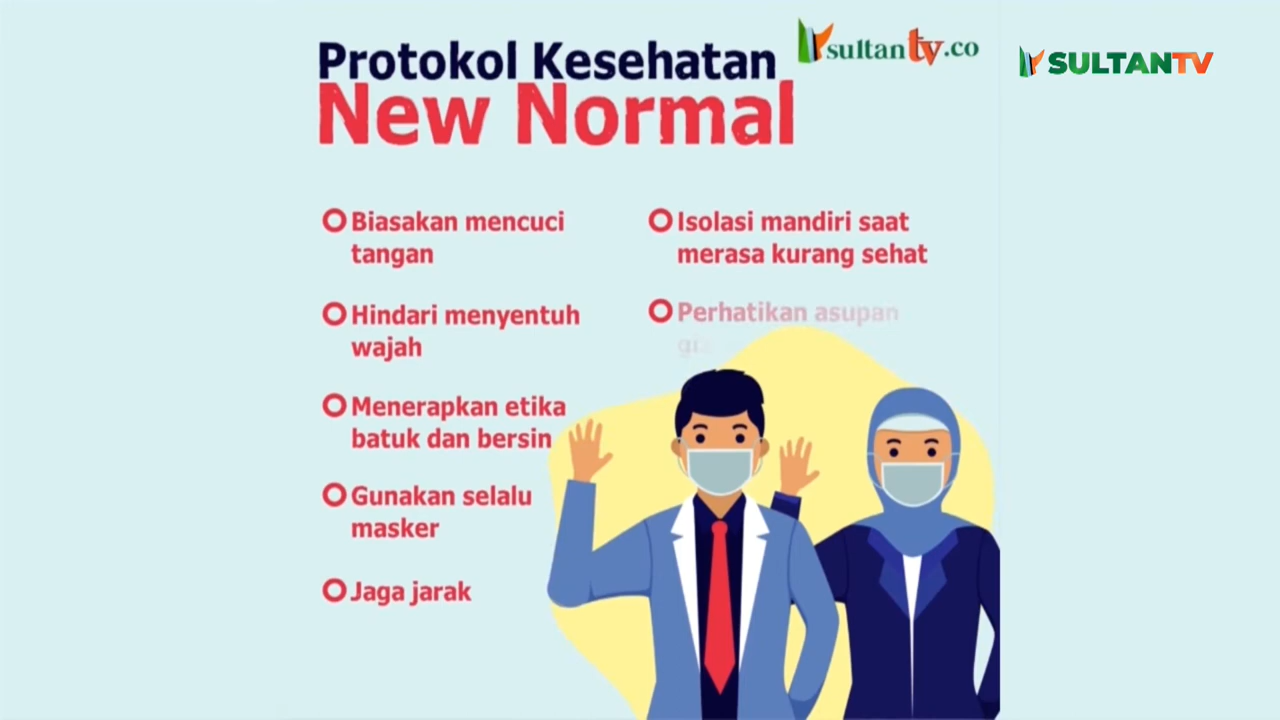 Protokol Kesehatan
New Normal
sultantv.co
SULTANTV
Biasakan mencuci
tangan
Hindari menyentuh
wajah
Menerapkan etika
batuk dan bersin
Gunakan selalu
masker
Jaga jarak
Isolasi mandiri saat
merasa kurang sehat
Perhatikan asupan